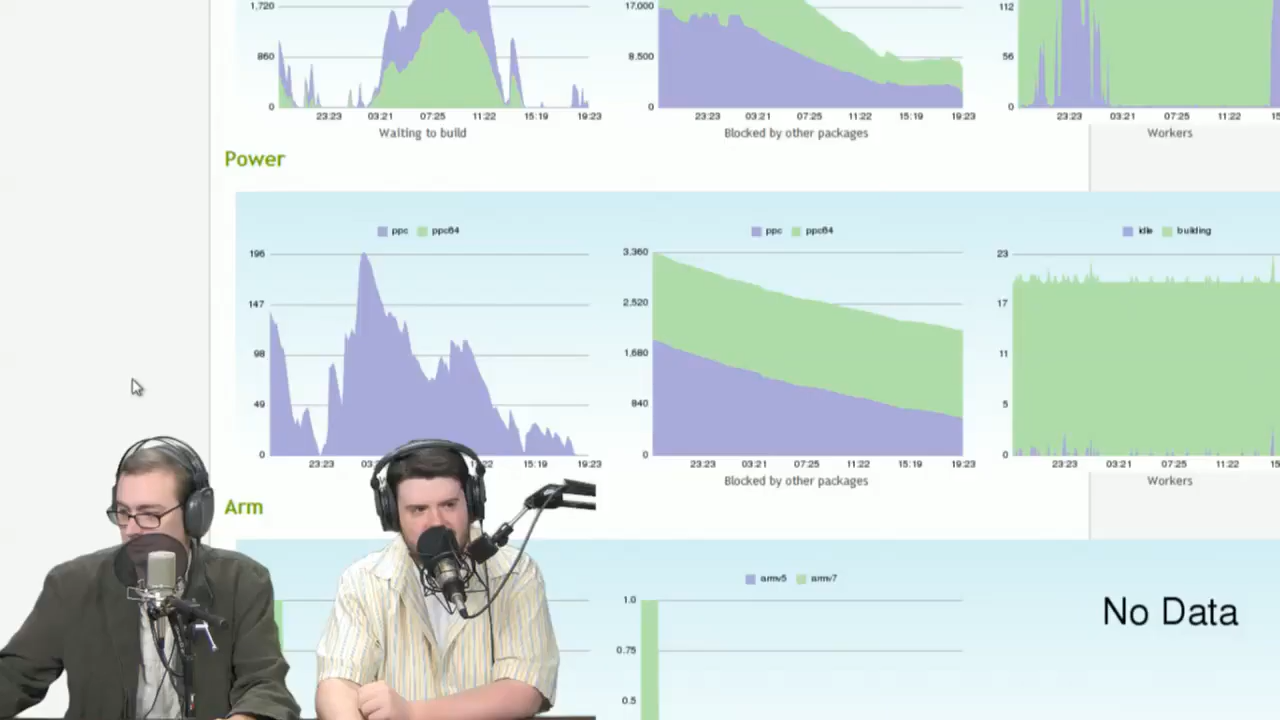 1,720
860
0
23:23 03:21 07:25 11:22 15:19 19:23
Waiting to build
17,000
8,500
0
23:23 03:21 07:25 11:22 15:19 19:23
Blocked by other packages
112
56
0
23:23 03:21 07:25 11:22
Workers
Power
ppc ppc64
196
147
98
49
0
23:23 15:19 19:23
ppc ppc64
3,360
2,520
1,680
840
0
23:23 03:21 07:25 11:22 15:19 19:23
Blocked by other packages
idle building
23
17
11
5
0
23:23 03:21 07:25 11:22
Workers
Arm
armv5 armv7
1.0
0.75
0.5
No Data